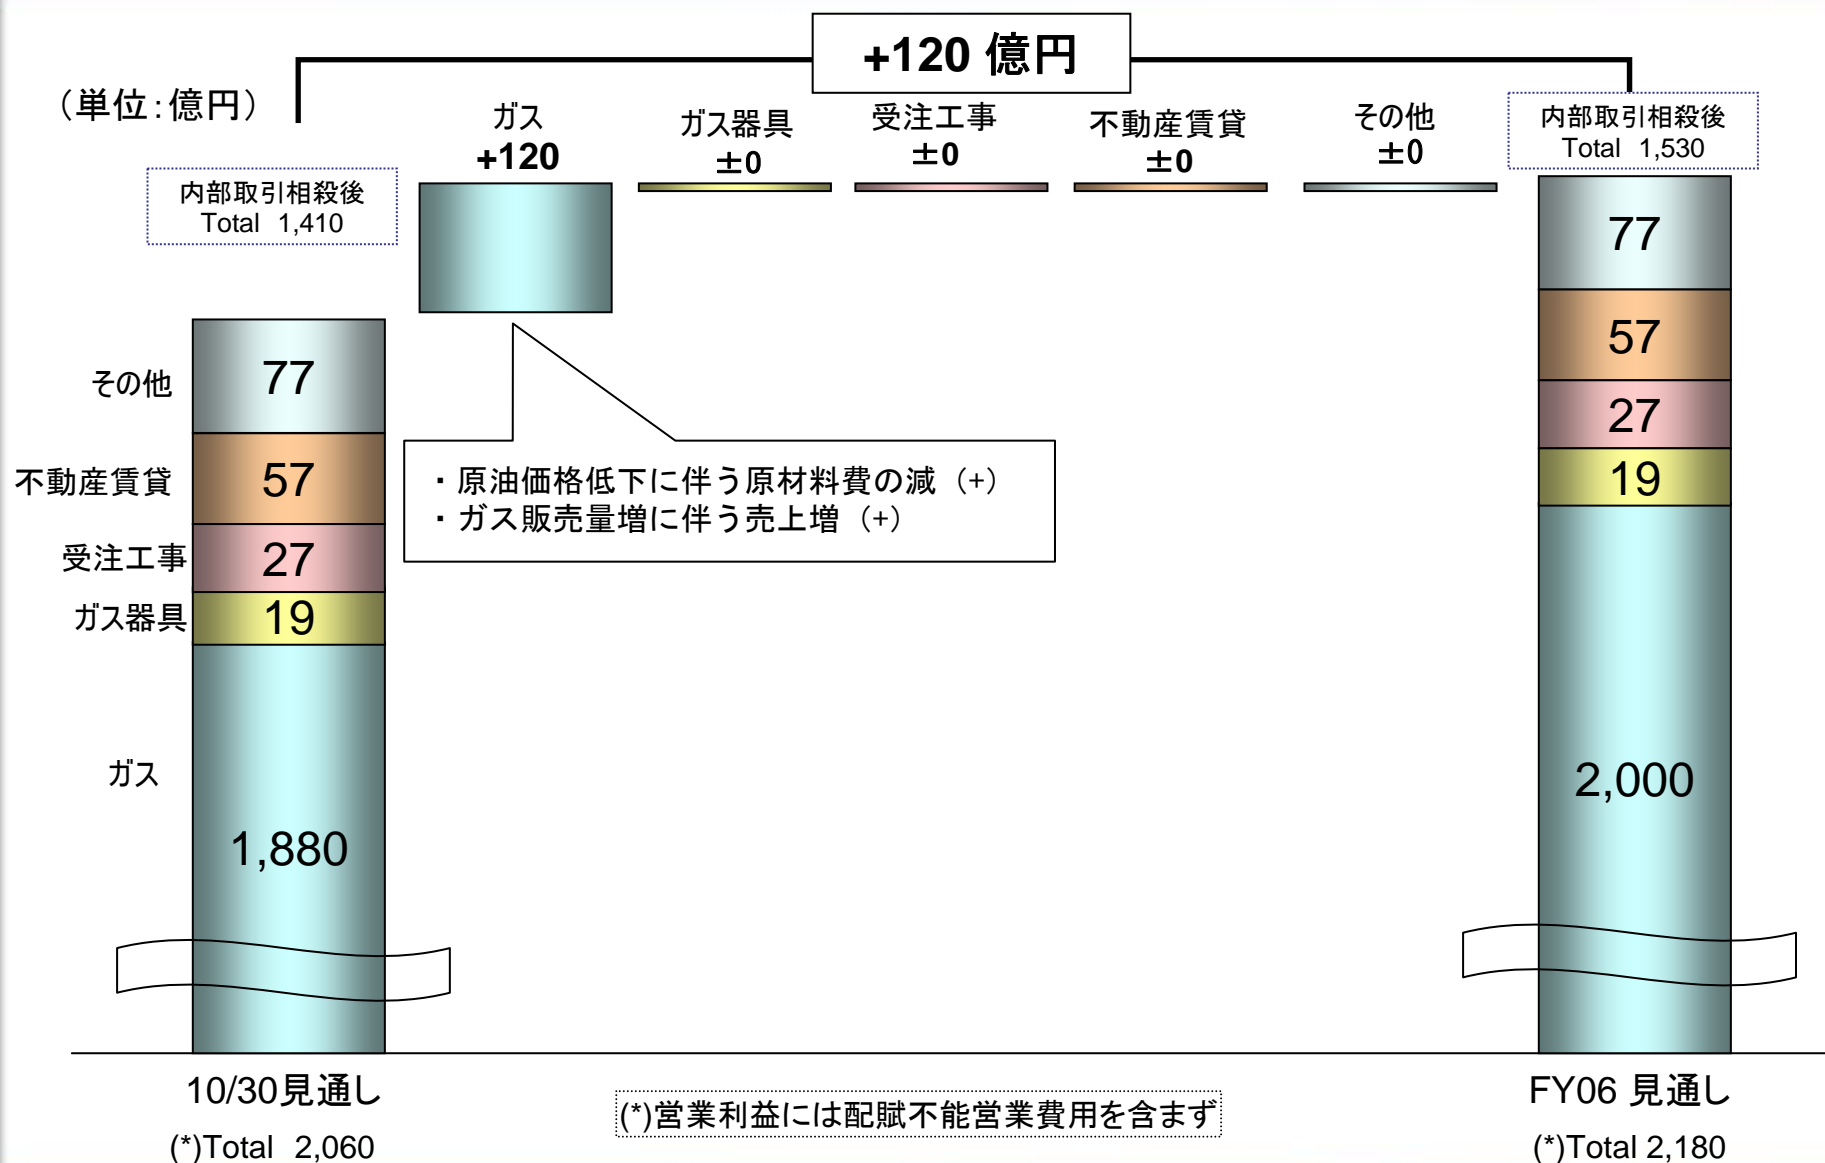 +120 億円
（単位：億円）
ガス
+120
ガス器具
±0
受注工事
±0
不動産賃貸
±0
その他
±0
内部取引相殺後
Total 1,530
内部取引相殺後
Total 1,410
その他
77
不動産賃貸
57
受注工事
27
ガス器具
19
ガス
1,880
・原油価格低下に伴う原材料費の減（+）
・ガス販売量増に伴う売上増（+）
77
57
27
19
2,000
10/30見通し
(*)Total 2,060
(*)営業利益には配賦不能営業費用を含まず
FY06 見通し
(*)Total 2,180